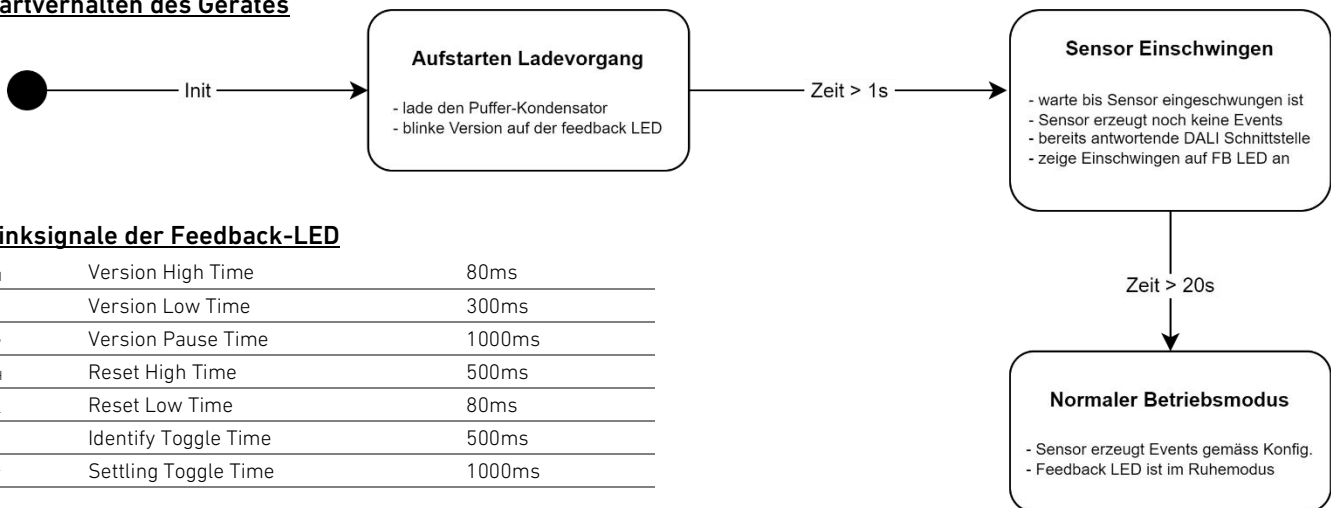 artverhalten des Gerätes
Init
Aufstarten Ladevorgang
- lade den Puffer-Kondensator
- blinke Version auf der feedback LED
Zeit > 1s
Sensor Einschwingen
- warte bis Sensor eingeschwungen ist
- Sensor erzeugt noch keine Events
- bereits antwortende DALI Schnittstelle
- zeige Einschwingen auf FB LED an
Zeit > 20s
Normaler Betriebsmodus
- Sensor erzeugt Events gemäss Konfig.
- Feedback LED ist im Ruhemodus
inksignale der Feedback-LED
Version High Time 80ms
Version Low Time 300ms
Version Pause Time 1000ms
Reset High Time 500ms
Reset Low Time 80ms
Identify Toggle Time 500ms
Settling Toggle Time 1000ms